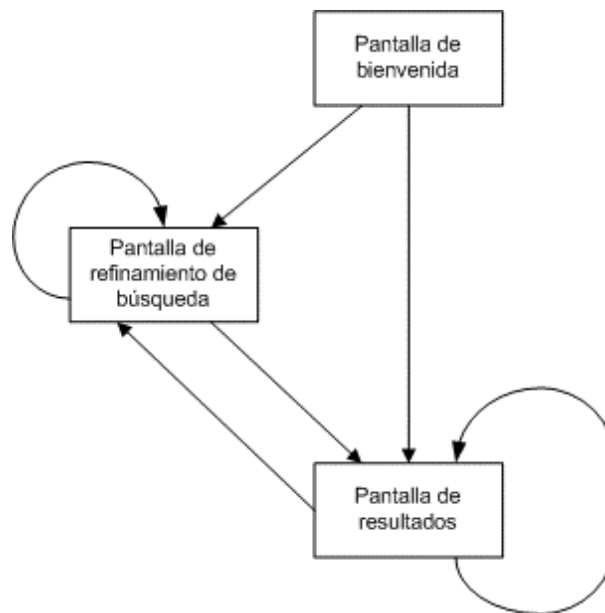 Pantalla de
bienvenida
Pantalla de
refinamiento de
búsqueda
Pantalla de
resultados